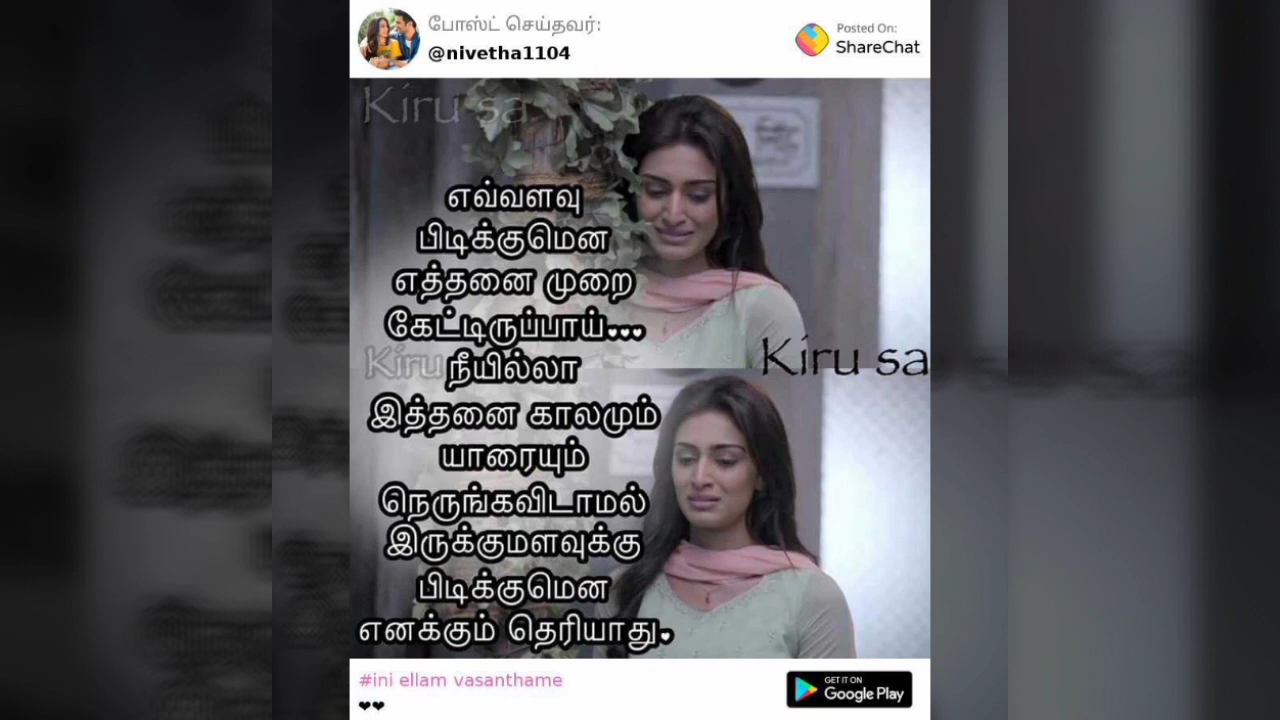 போஸ்ட் செய்தவர்:
@nivetha1104
Posted On:
ShareChat
Kiru sa
எவ்வளவு
பிடிக்குமென
எத்தனை முறை
கேட்டிருப்பாய்...
Kiru sa
Kiru
நீயில்லா
இத்தனை காலமும்
யாரையும்
நெருங்கவிடாமல்
இருக்குமளவுக்கு
பிடிக்குமென
எனக்கும் தெரியாது.
#ini ellam vasanthame
❤❤
GET IT ON
Google Play